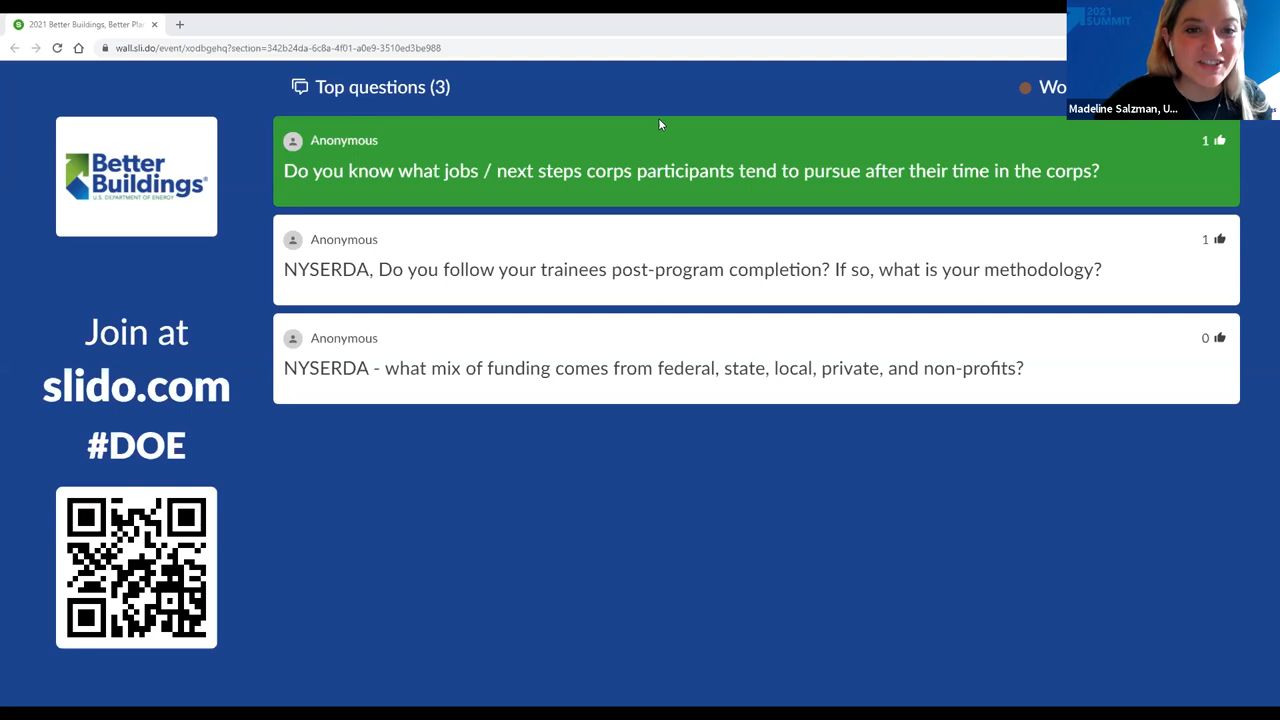 2021 Better Buildings, Better Pla
wall.sli.do/event/xodbgehq?section=342b24da-6c8a-4f01-a0e9-3510ed3be988
2021
SUMMIT
Madeline Salzman, U...
Top questions (3)
Wo
Better
Buildings®
U.S. DEPARTMENT OF ENERGY
Join at
slido.com
#DOE
Anonymous
1
Do you know what jobs / next steps corps participants tend to pursue after their time in the corps?
Anonymous
1
NYSERDA, Do you follow your trainees post-program completion? If so, what is your methodology?
Anonymous
0
NYSERDA - what mix of funding comes from federal, state, local, private, and non-profits?